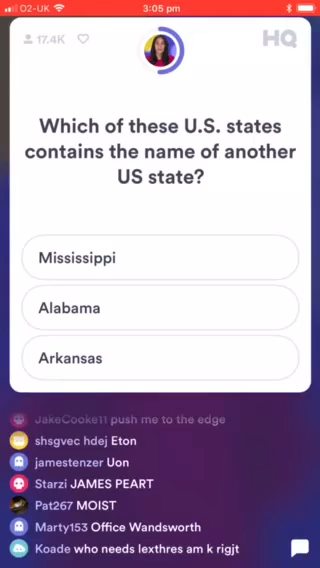 O2-UK 3:05 pm
17.4K HQ
Which of these U.S. states
contains the name of another
US state?
Mississippi
Alabama
Arkansas
JakeCooke11 push me to the edge
shsgvec hdej Eton
jamestenzer Uon
Starzi JAMES PEART
Pat267 MOIST
Marty153 Office Wandsworth
Koade who needs lexthres am k rigjt